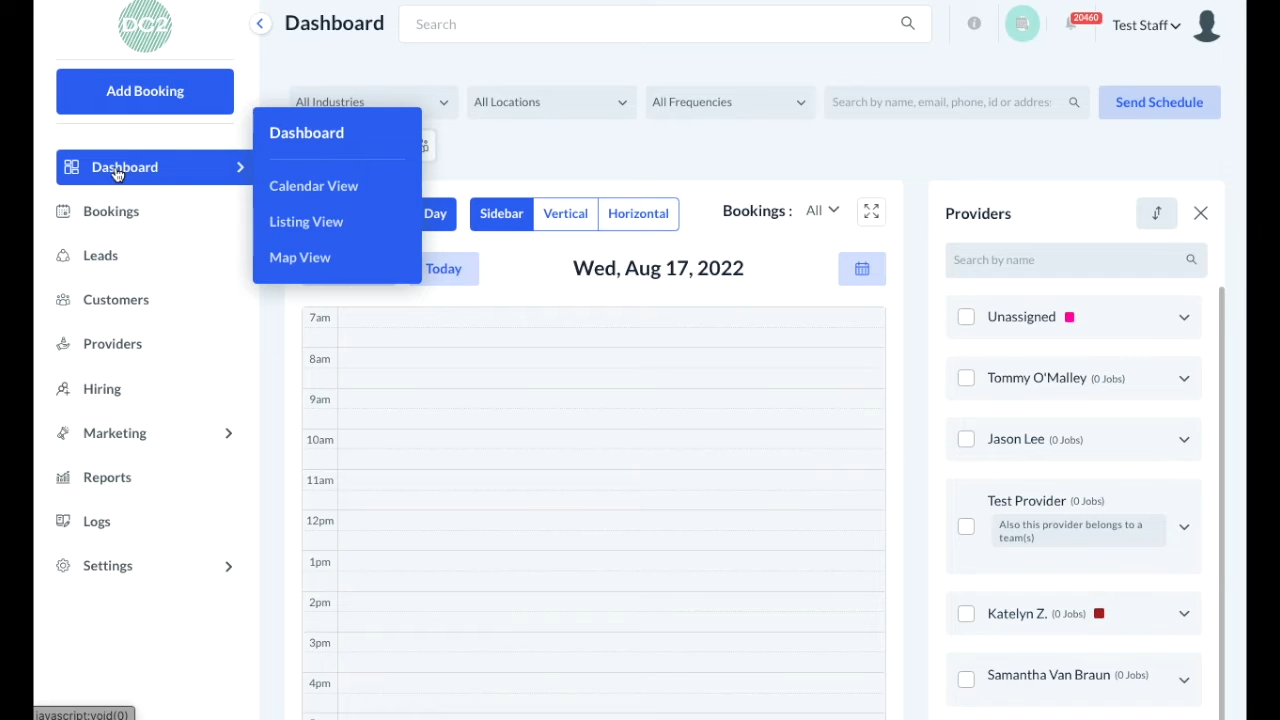 DC2
Dashboard
Search
20460
Test Staff
Add Booking
All Industries
All Locations
All Frequencies
Search by name, email, phone, id or addres
Send Schedule
Dashboard
Bookings
Leads
Customers
Providers
Hiring
Marketing
Reports
Logs
Settings
Dashboard
Calendar View
Listing View
Map View
Day
Sidebar
Vertical
Horizontal
Bookings :
All
Today
Wed, Aug 17, 2022
7am
8am
9am
10am
11am
12pm
1pm
2pm
3pm
4pm
Providers
Search by name
Unassigned
Tommy O'Malley (0 Jobs)
Jason Lee (0 Jobs)
Test Provider (0 Jobs)
Also this provider belongs to a
team(s)
Katelyn Z. (0 Jobs)
Samantha Van Braun (0 Jobs)
javascript:void(0)